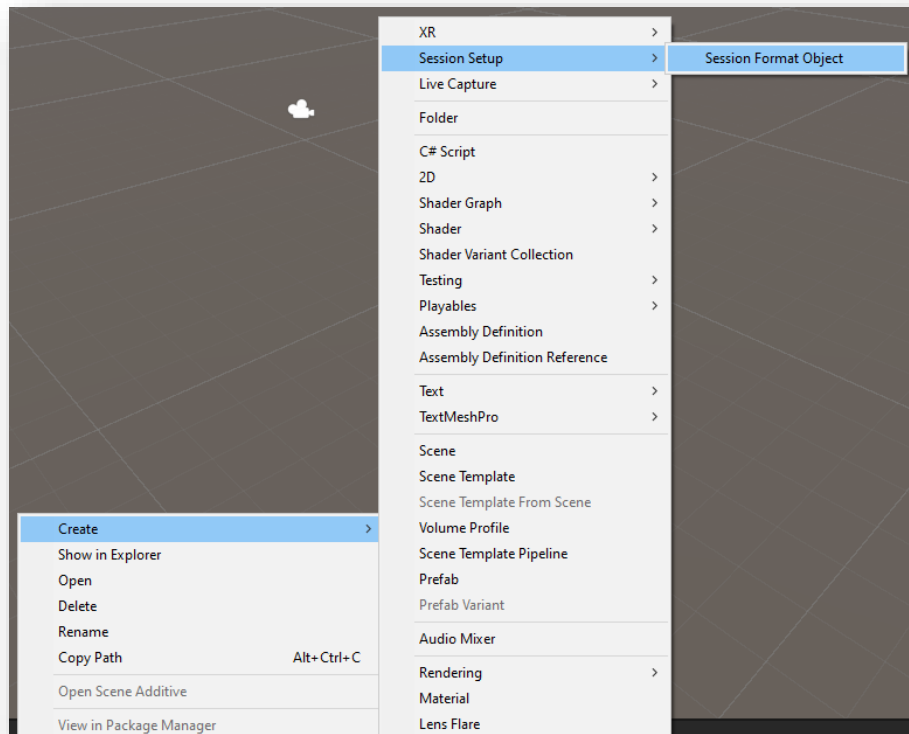 XR
Session Setup
Session Format Object
Live Capture
Folder
C# Script
2D
Shader Graph
Shader
Shader Variant Collection
Testing
Playables
Assembly Definition
Assembly Definition Reference
Text
TextMeshPro
Scene
Scene Template
Scene Template From Scene
Volume Profile
Scene Template Pipeline
Prefab
Prefab Variant
Audio Mixer
Rendering
Material
Lens Flare
Create
Show in Explorer
Open
Delete
Rename
Copy Path Alt+Ctrl+C
Open Scene Additive
View in Package Manager